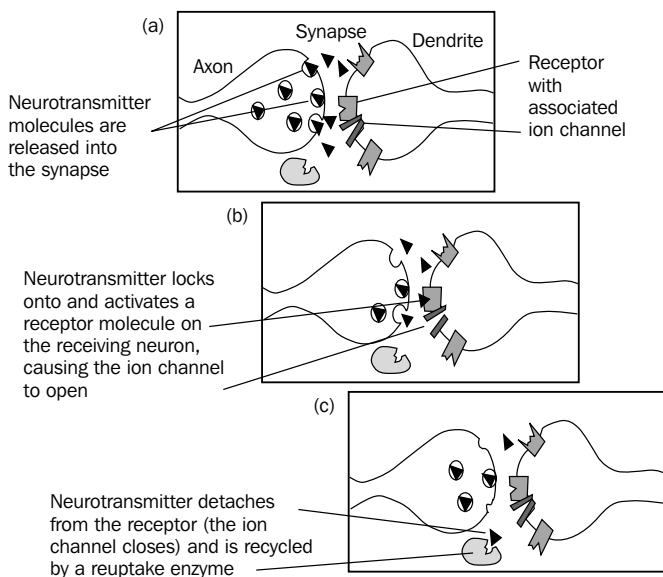 (a)
Synapse
Axon
Dendrite
Receptor
with
associated
ion channel
Neurotransmitter
molecules are
released into
the synapse
(b)
Neurotransmitter locks
onto and activates a
receptor molecule on
the receiving neuron,
causing the ion channel
to open
(c)
Neurotransmitter detaches
from the receptor (the ion
channel closes) and is recycled
by a reuptake enzyme